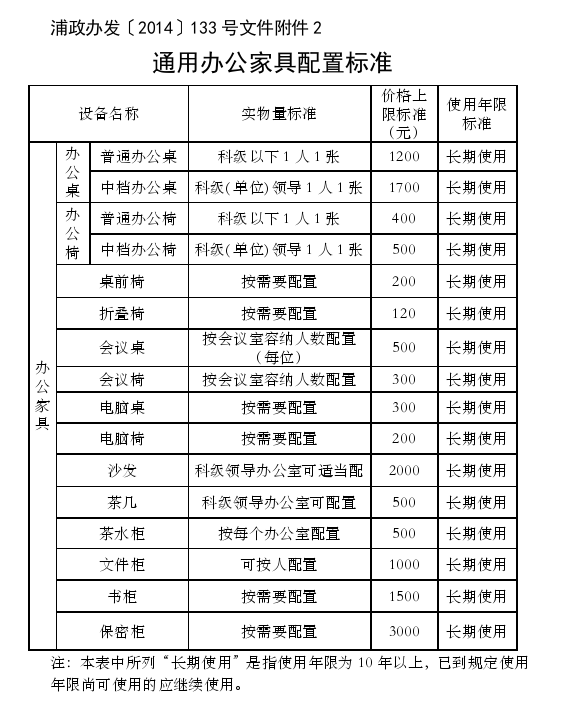 浦政办发〔2014〕133号文件附件2
通用办公家具配置标准
设备名称 实物量标准 价格上限标准（元） 使用年限标准
办公家具
办公桌 普通办公桌 科级以下1人1张 1200 长期使用
中档办公桌 科级(单位)领导1人1张 1700 长期使用
办公椅 普通办公椅 科级以下1人1张 400 长期使用
中档办公椅 科级(单位)领导1人1张 500 长期使用
桌前椅 按需要配置 200 长期使用
折叠椅 按需要配置 120 长期使用
会议桌 按会议室容纳人数配置（每位） 500 长期使用
会议椅 按会议室容纳人数配置 300 长期使用
电脑桌 按需要配置 300 长期使用
电脑椅 按需要配置 200 长期使用
沙发 科级领导办公室可适当配 2000 长期使用
茶几 科级领导办公室可配置 500 长期使用
茶水柜 按每个办公室配置 500 长期使用
文件柜 可按人配置 1000 长期使用
书柜 按需要配置 1500 长期使用
保密柜 按需要配置 3000 长期使用
注：本表中所列“长期使用”是指使用年限为10年以上，已到规定使用
年限尚可使用的应继续使用。